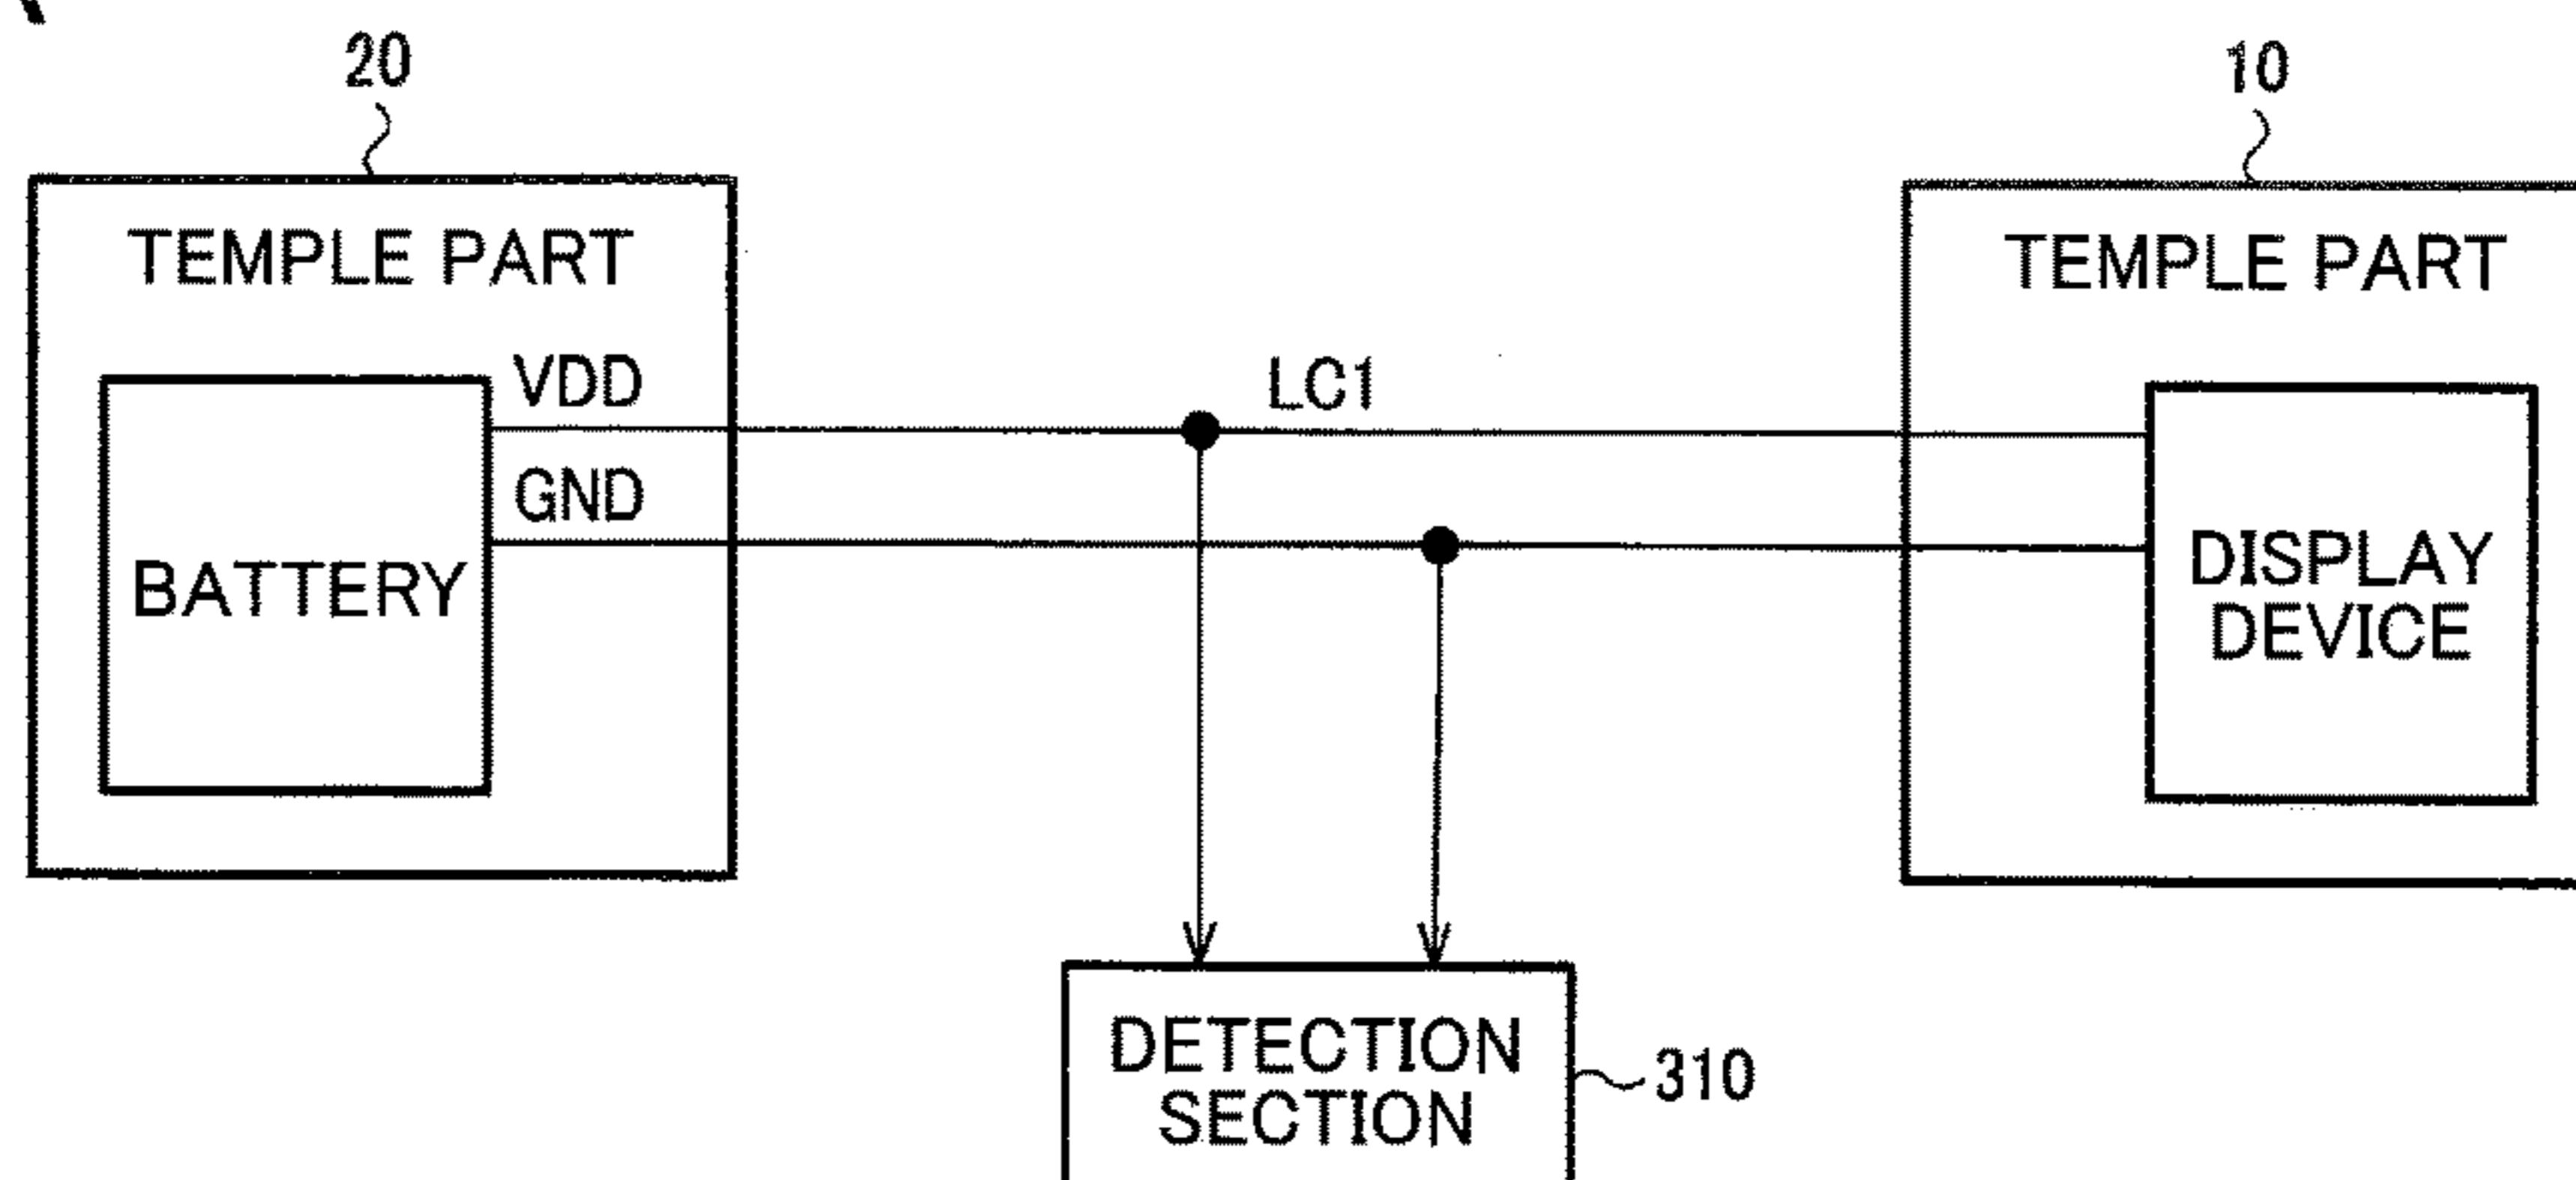 20
10
TEMPLE PART
TEMPLE PART
VDD
LC1
GND
BATTERY
DISPLAY
DEVICE
DETECTION
SECTION
310